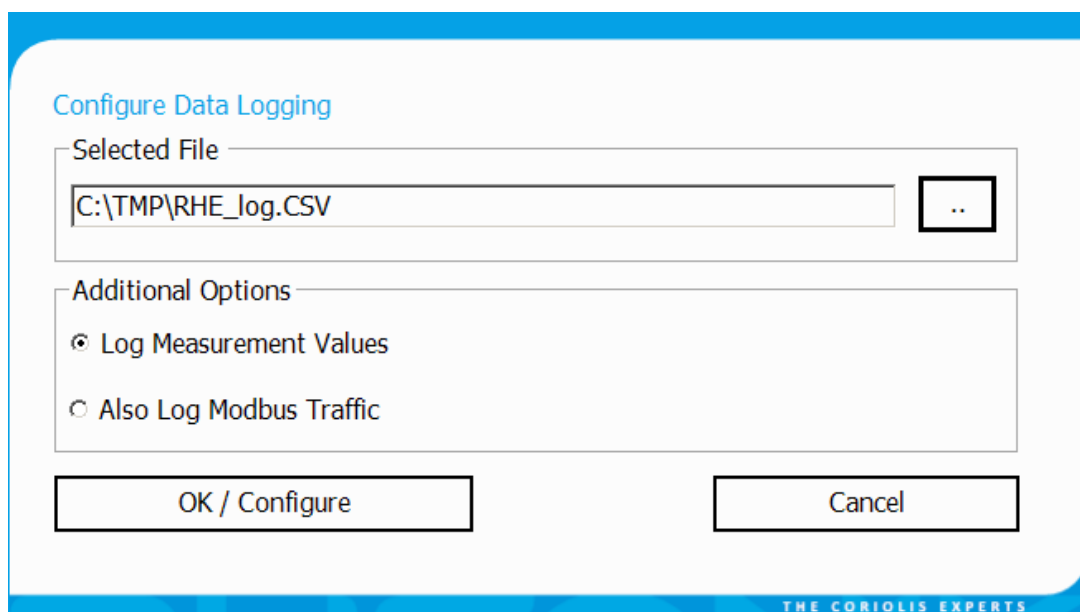 Configure Data Logging
Selected File
C:\TMP\RHE_log.CSV
..
Additional Options
Log Measurement Values
Also Log Modbus Traffic
OK / Configure
Cancel
THE CORIOLIS EXPERTS